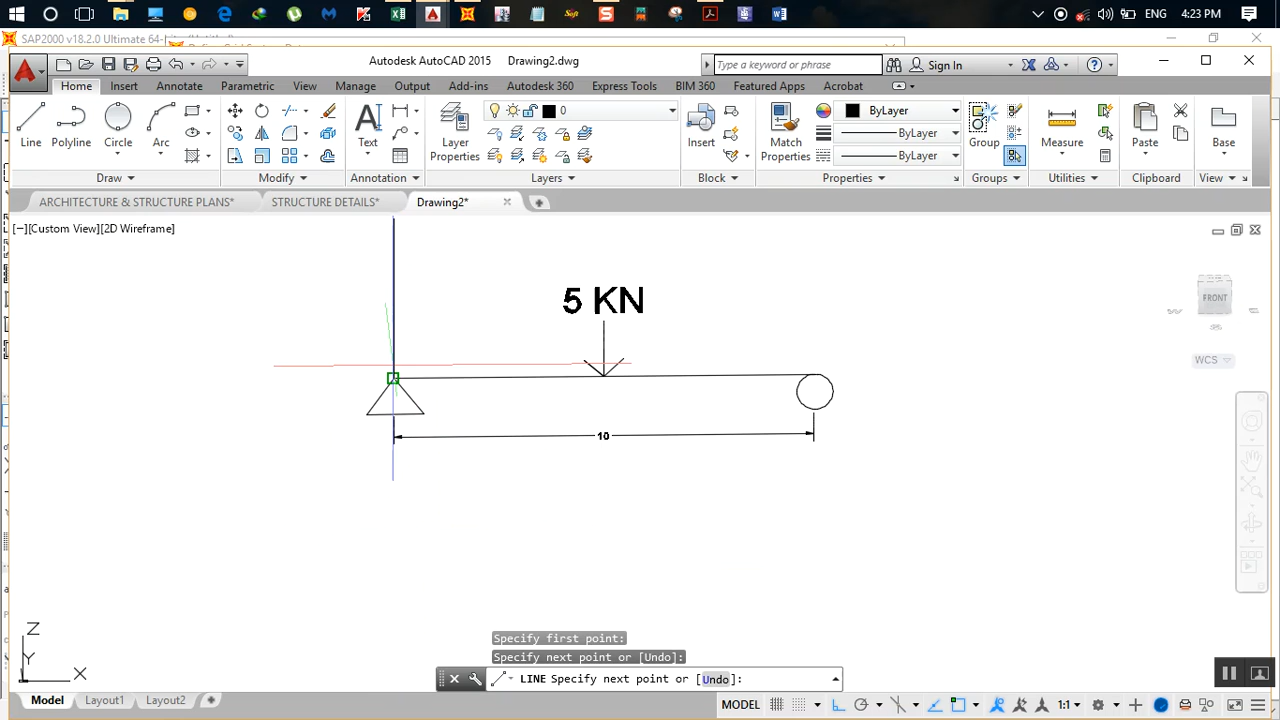 ENG 4:23 PM
SAP2000 v18.2.0 Ultimate 64-
Autodesk AutoCAD 2015 Drawing2.dwg
Type a keyword or phrase
Sign In
Home Insert Annotate Parametric View Manage Output Add-ins Autodesk 360 Express Tools BIM 360 Featured Apps Acrobat
Line Polyline Circle Arc
Text
Layer Properties
0
Insert
Match Properties
ByLayer
ByLayer
ByLayer
Group
Measure
Paste
Base
Draw Modify Annotation Layers Block Properties Groups Utilities Clipboard View
ARCHITECTURE & STRUCTURE PLANS* STRUCTURE DETAILS* Drawing2*
[−][Custom View][2D Wireframe]
FRONT
WCS
5 KN
10
Z
Y
X
Specify first point:
Specify next point or [Undo]:
LINE Specify next point or [Undo]:
Model Layout1 Layout2
MODEL 1:1